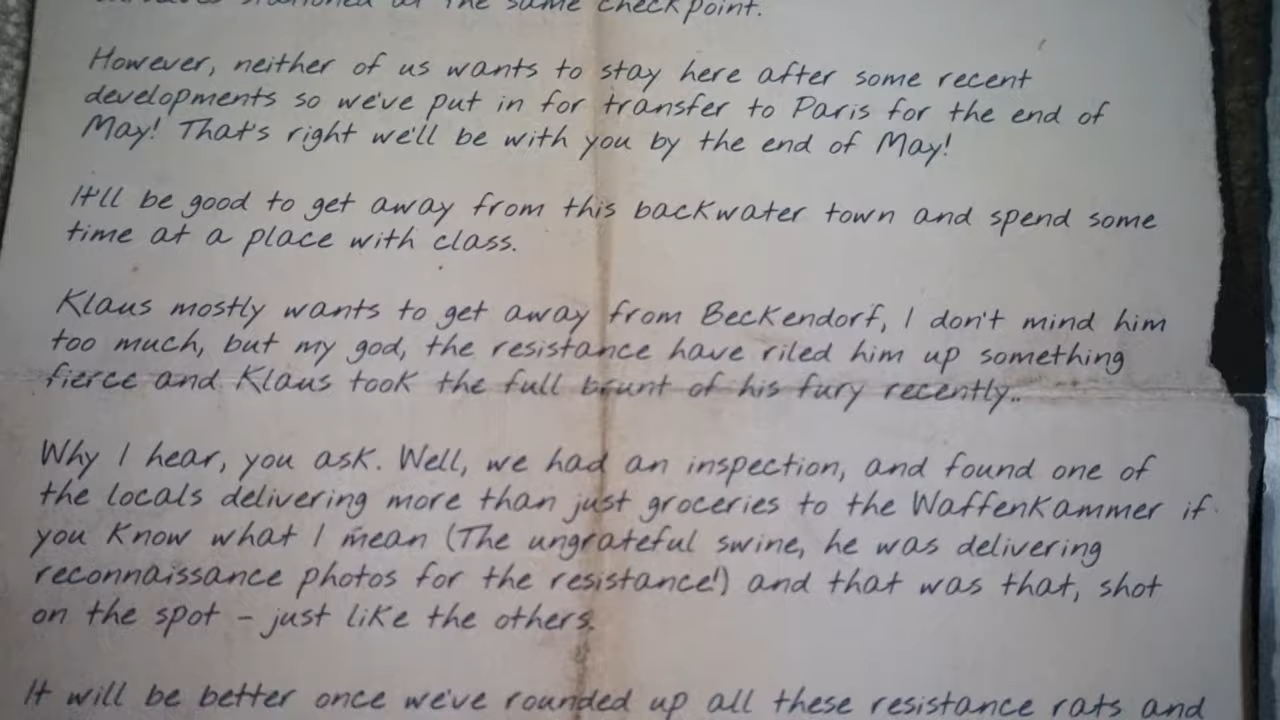 stationed at the same checkpoint.
However, neither of us wants to stay here after some recent
developments so we've put in for transfer to Paris for the end of
May! That's right we'll be with you by the end of May!
It'll be good to get away from this backwater town and spend some
time at a place with class.
Klaus mostly wants to get away from Beckendorf, I don't mind him
too much, but my god, the resistance have riled him up something
fierce and Klaus took the full brunt of his fury recently..
Why I hear, you ask. Well, we had an inspection, and found one of
the locals delivering more than just groceries to the Waffenkammer if
you know what I mean (The ungrateful swine, he was delivering
reconnaissance photos for the resistance!) and that was that, shot
on the spot - just like the others.
It will be better once we've rounded up all these resistance rats and